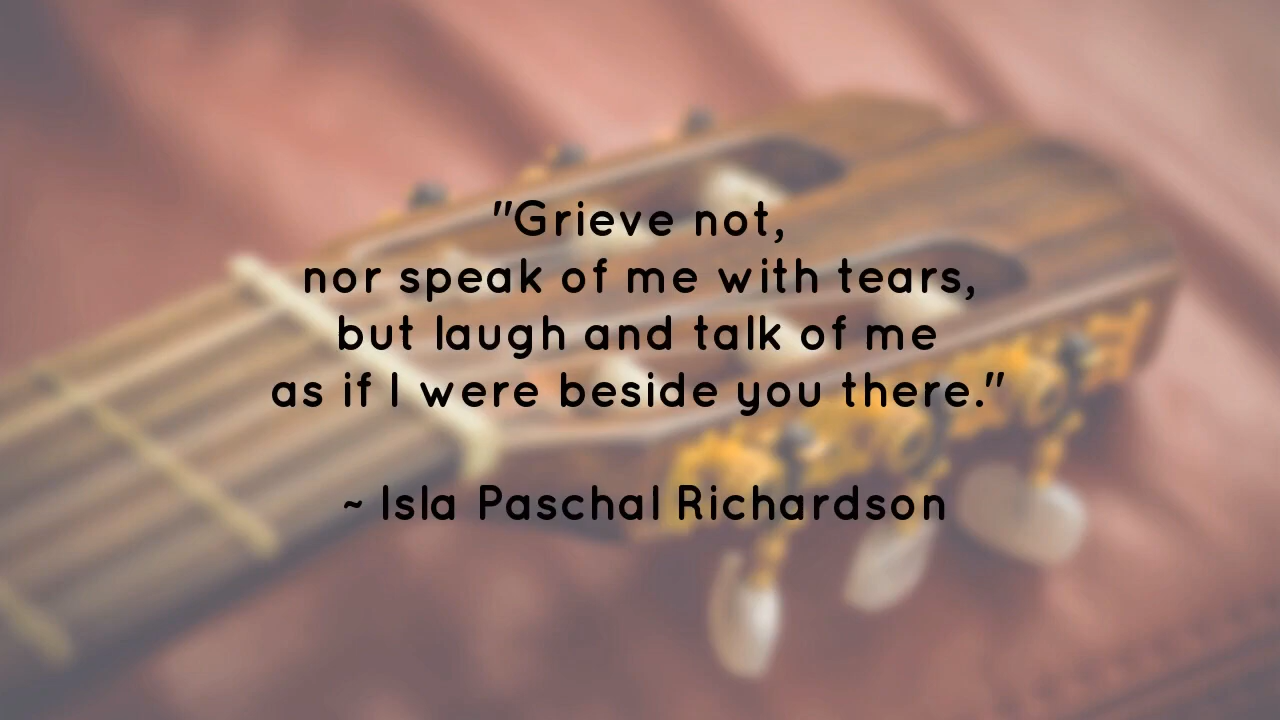 "Grieve not,
nor speak of me with tears,
but laugh and talk of me
as if I were beside you there."
~ Isla Paschal Richardson